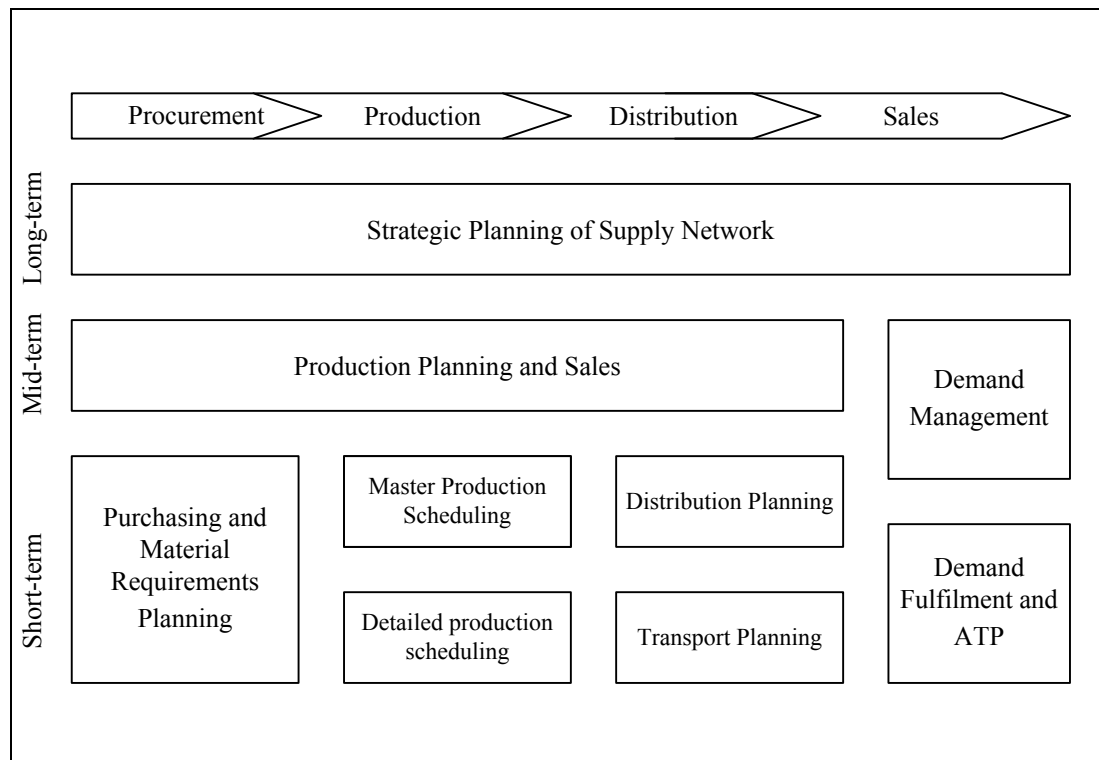 Procurement
Production
Distribution
Sales
Long-term
Strategic Planning of Supply Network
Mid-term
Production Planning and Sales
Demand
Management
Short-term
Purchasing and
Material
Requirements
Planning
Master Production
Scheduling
Distribution Planning
Detailed production
scheduling
Transport Planning
Demand
Fulfilment and
ATP